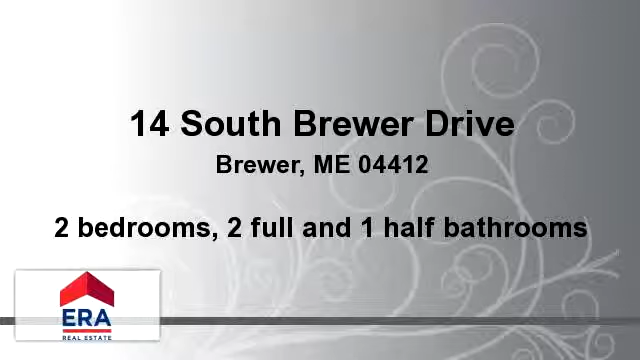 14 South Brewer Drive
Brewer, ME 04412
2 bedrooms, 2 full and 1 half bathrooms
ERA
REAL ESTATE